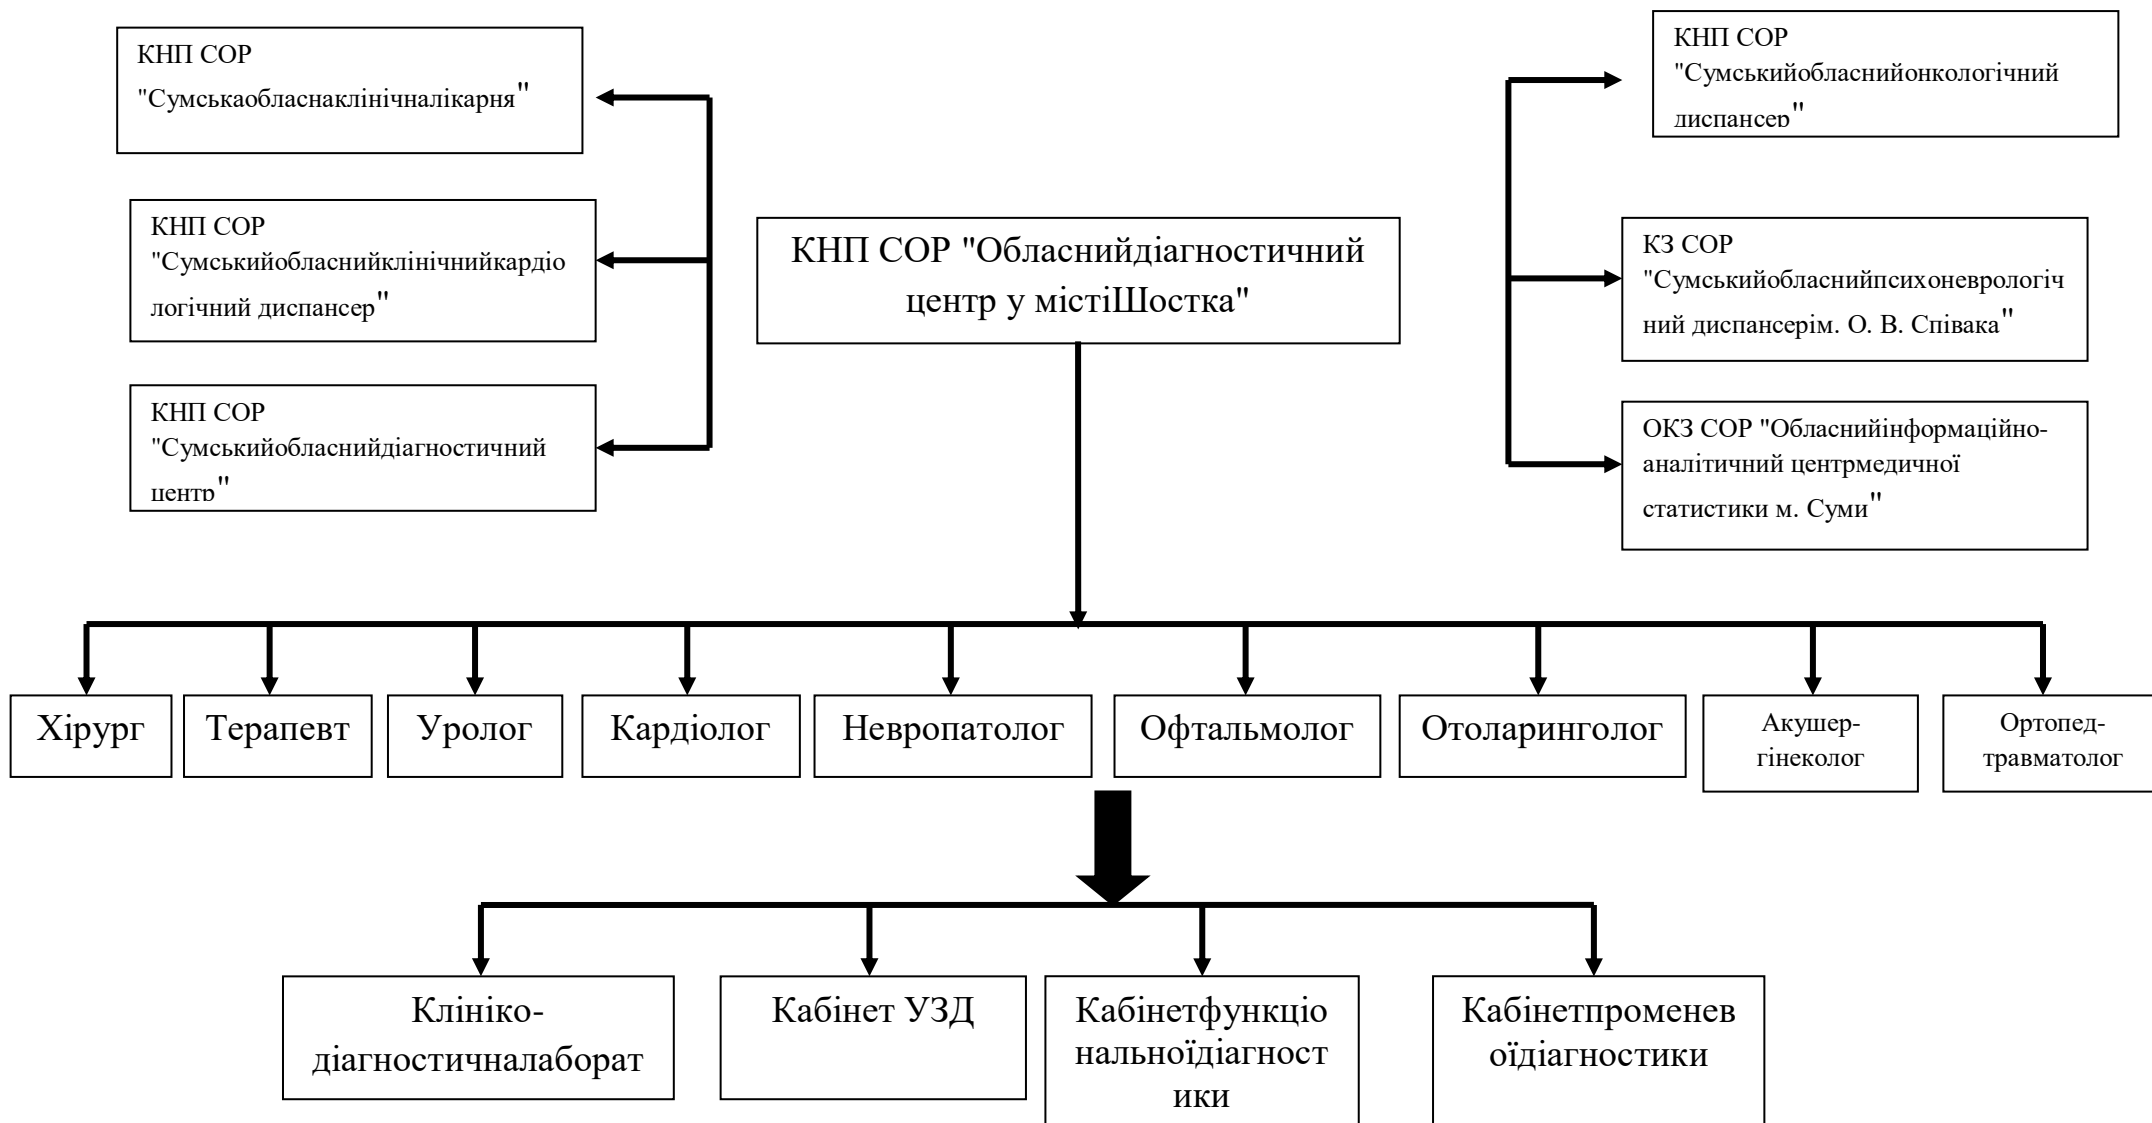 КНП СОР
"Сумськаобласнаклінічналікарня"
КНП СОР
"Сумськийобласнийклінічнийкардіо
логічний диспансер"
КНП СОР
"Сумськийобласнийдіагностичний
центр"
КНП СОР "Обласнийдіагностичний
центр у містіШостка"
КНП СОР
"Сумськийобласнийонкологічний
диспансер"
КЗ СОР
"Сумськийобласнийпсихоневрологіч
ний диспансерім. О. В. Співака"
ОКЗ СОР "Обласнийінформаційно-
аналітичний центрмедичної
статистики м. Суми"
Хірург
Терапевт
Уролог
Кардіолог
Невропатолог
Офтальмолог
Отоларинголог
Акушер-
гінеколог
Ортопед-
травматолог
Клініко-
діагностичналаборат
Кабінет УЗД
Кабінетфункціо
нальноїдіагност
ики
Кабінетпроменев
оїдіагностики